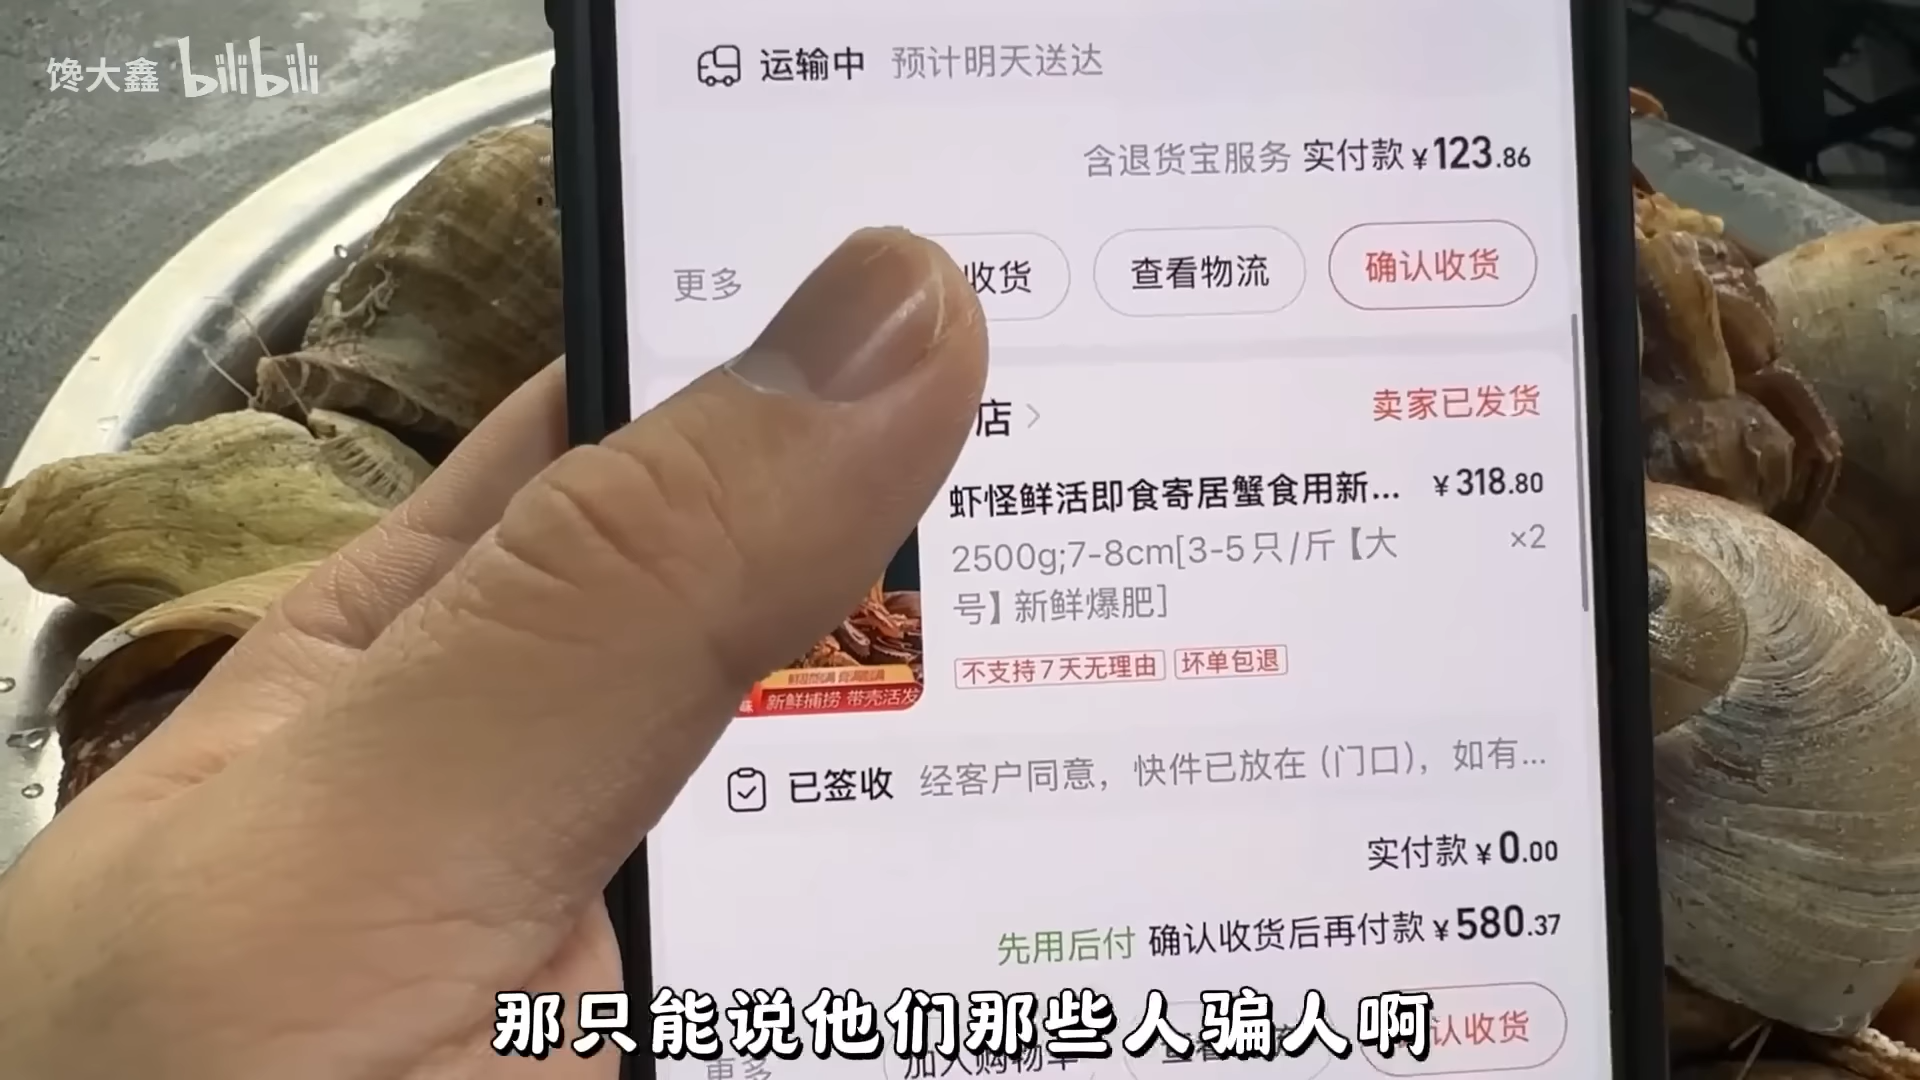 馋大鑫 bilibili
运输中 预计明天送达
含退货宝服务 实付款 ¥123.86
更多 收货 查看物流 确认收货
店 > 卖家已发货
虾怪鲜活即食寄居蟹食用新... ¥318.80
2500g;7-8cm[3-5只/斤【大 ×2
号】新鲜爆肥]
不支持7天无理由 坏单包退
新鲜捕捞 带壳活发
已签收 经客户同意，快件已放在(门口)，如有...
实付款 ¥0.00
先用后付 确认收货后再付款 ¥580.37
更多 加入购物车 认收货
那只能说他们那些人骗人啊